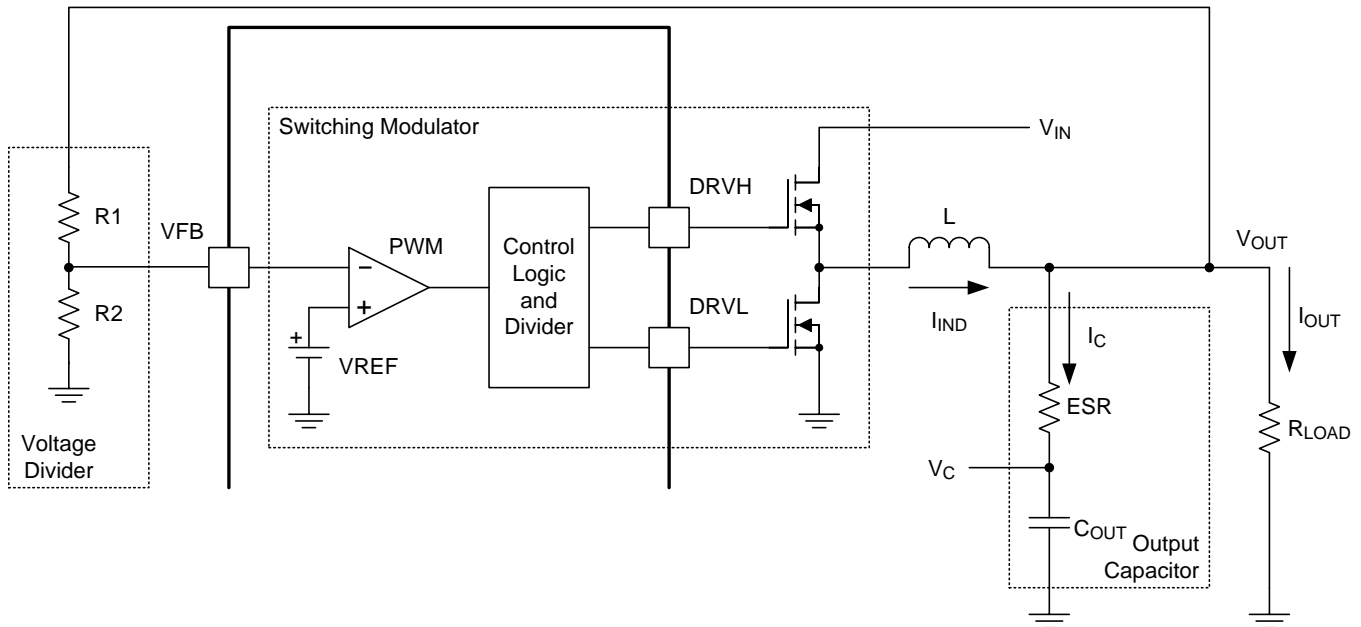 Switching Modulator
V_IN
DRVH
R1
VFB
PWM
L
V_OUT
−
+
Control
Logic
and
Divider
R2
DRVL
I_IND
I_C
I_OUT
+
VREF
ESR
R_LOAD
Voltage
Divider
V_C
C_OUT
Output
Capacitor